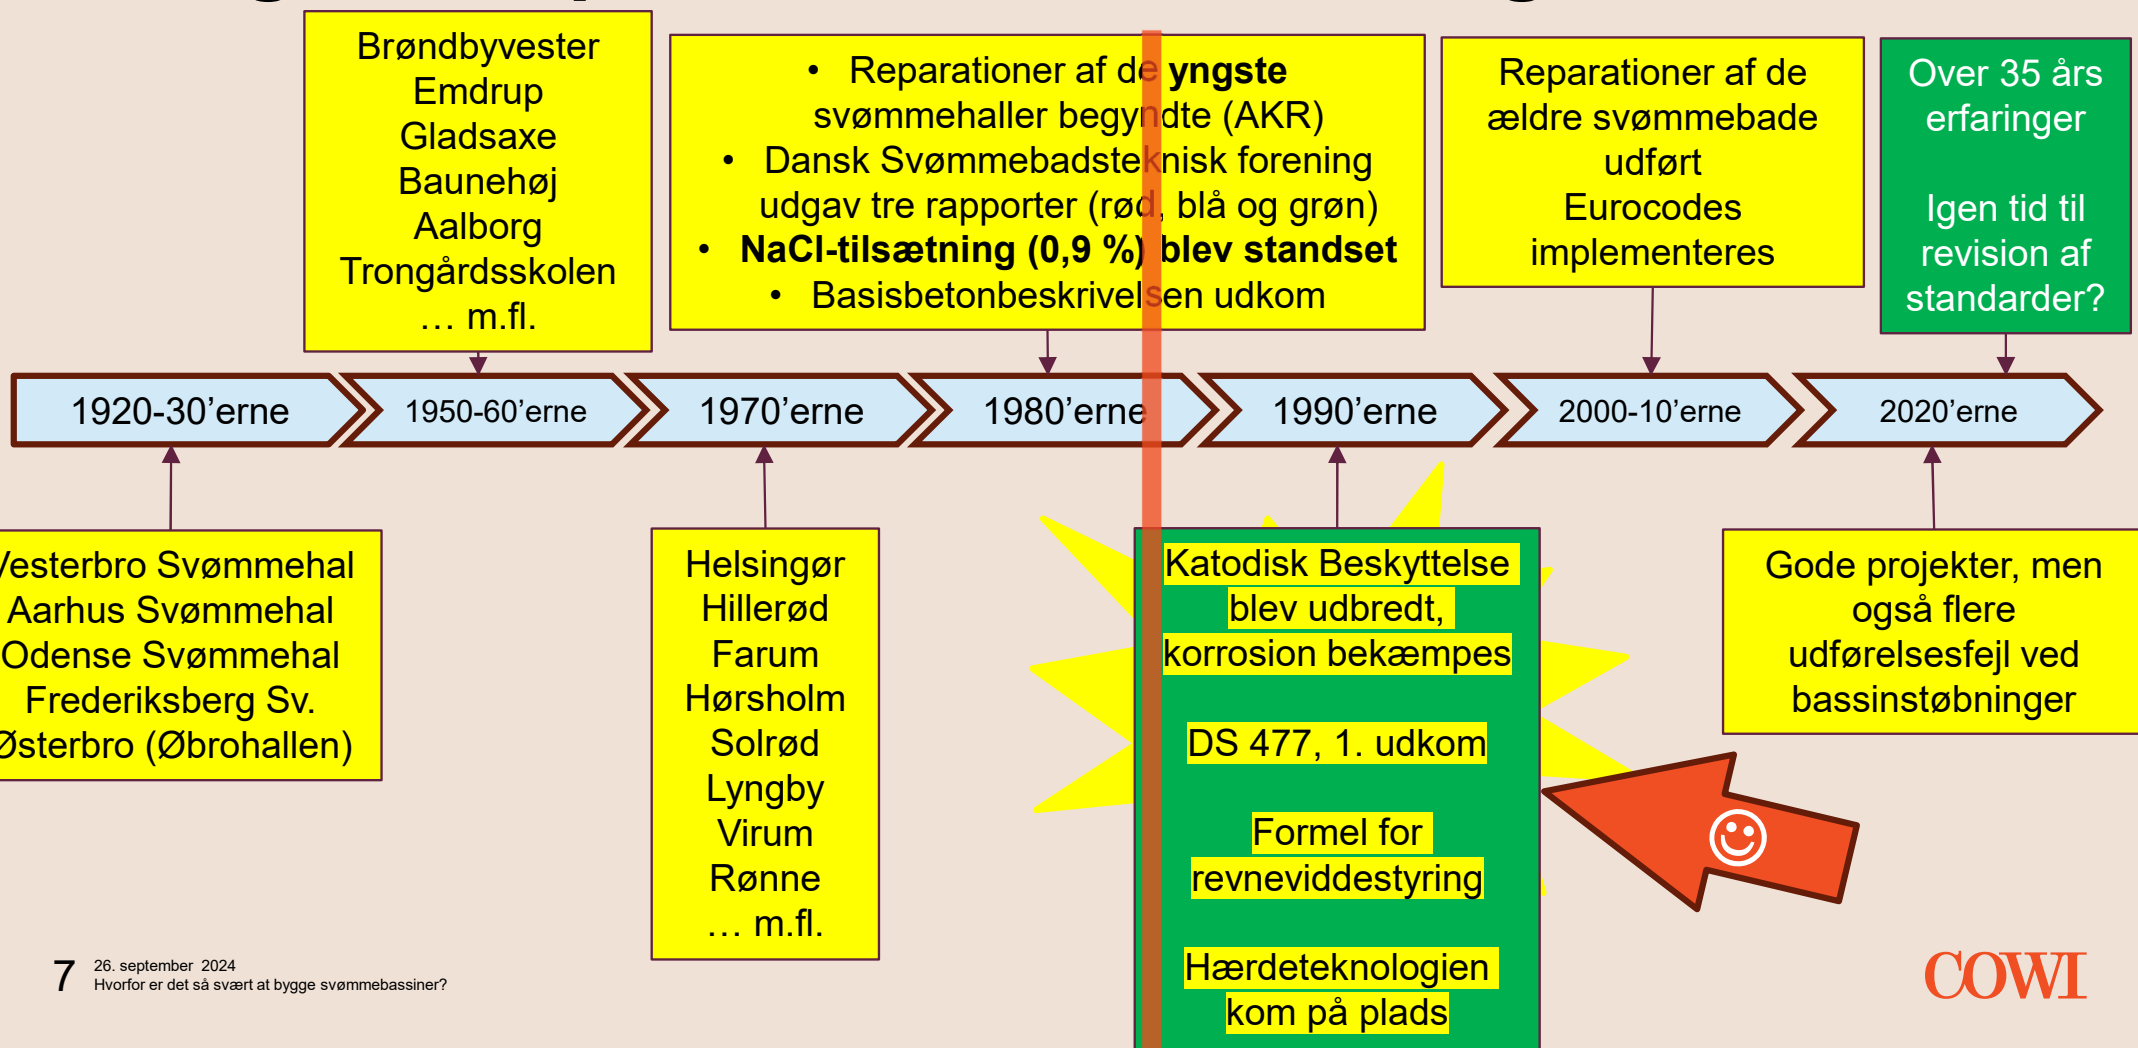 Brøndbyvester
Emdrup
Gladsaxe
Baunehøj
Aalborg
Trongårdsskolen
… m.fl.
• Reparationer af de yngste
svømmehaller begyndte (AKR)
• Dansk Svømmebadsteknisk forening
udgav tre rapporter (rød, blå og grøn)
• NaCl-tilsætning (0,9 %) blev standset
• Basisbetonbeskrivelsen udkom
Reparationer af de
ældre svømmebade
udført
Eurocodes
implementeres
Over 35 års
erfaringer
Igen tid til
revision af
standarder?
1920-30’erne
1950-60’erne
1970’erne
1980’erne
1990’erne
2000-10’erne
2020’erne
Vesterbro Svømmehal
Aarhus Svømmehal
Odense Svømmehal
Frederiksberg Sv.
Østerbro (Øbrohallen)
Helsingør
Hillerød
Farum
Hørsholm
Solrød
Lyngby
Virum
Rønne
… m.fl.
Katodisk Beskyttelse
blev udbredt,
korrosion bekæmpes
DS 477, 1. udkom
Formel for
revneviddestyring
Hærdeteknologien
kom på plads
Gode projekter, men
også flere
udførelsesfejl ved
bassinstøbninger
7
26. september 2024
Hvorfor er det så svært at bygge svømmebassiner?
COWI